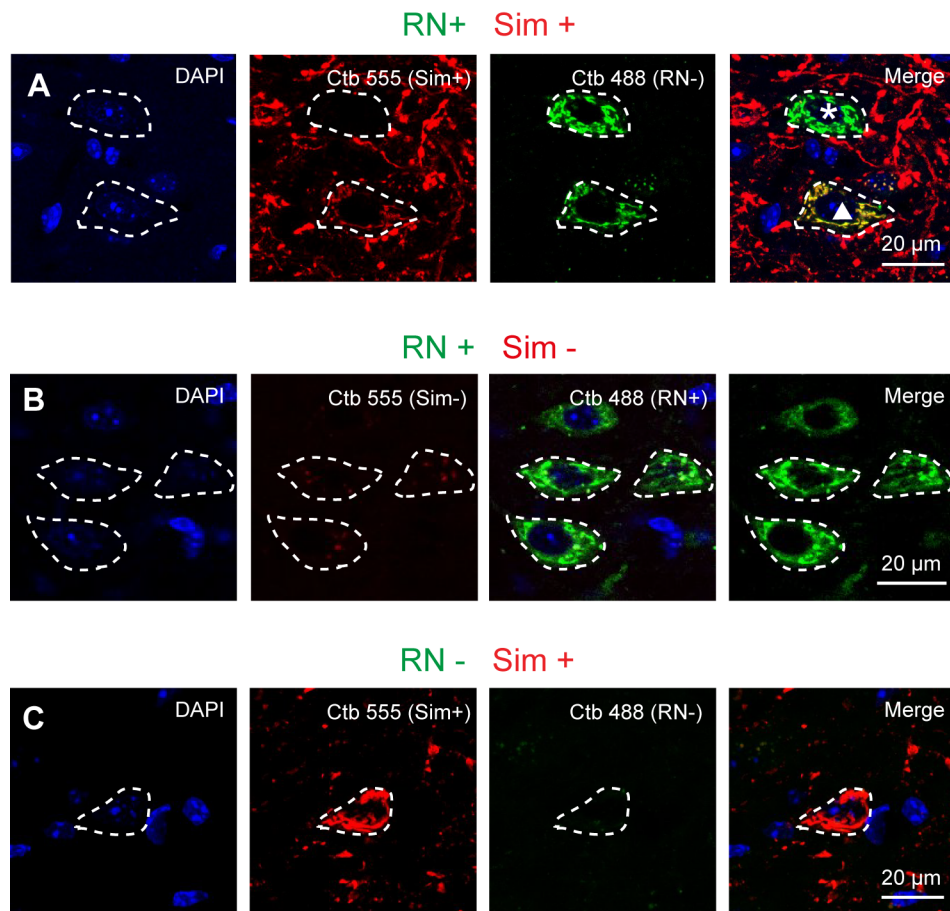 RN+ Sim +
A DAPI Ctb 555 (Sim+) Ctb 488 (RN-) Merge
*
20 µm
RN + Sim -
B DAPI Ctb 555 (Sim-) Ctb 488 (RN+) Merge
20 µm
RN - Sim +
C DAPI Ctb 555 (Sim+) Ctb 488 (RN-) Merge
20 µm